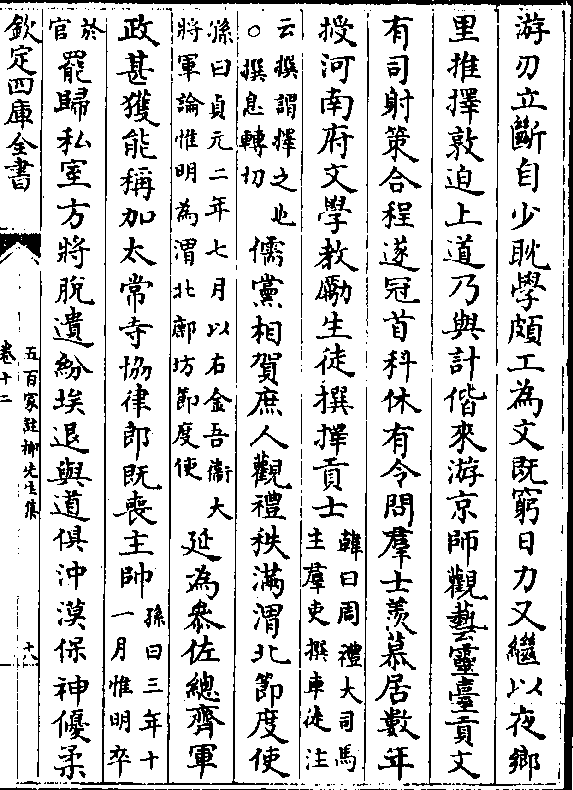 游刃立斷自少耽學頗工為文既窮日力又繼以夜鄉
里推擇敦迫上道乃與計偕來游京師觀藝靈臺貢文
有司射策合程遂冠首科休有令問羣士羨慕居數年
授河南府文學教勵生徒撰擇貢士
韓曰周禮大司馬
主羣吏撰車徒注
云撰謂擇之也
○撰息轉切
儒黨相賀庶人觀禮秩滿渭北節度使
孫曰貞元二年七月以右金吾衞大
將軍論惟明為渭北鄜坊節度使
延為叅佐總齊軍
政甚獲能稱加太常寺協律郎既喪主帥
孫曰三年十
一月惟明卒
於
官
罷歸私室方將脫遺紛埃退與道俱沖漠保神優柔
欽定四庫全書
五百家註柳先生集
卷十二
十八